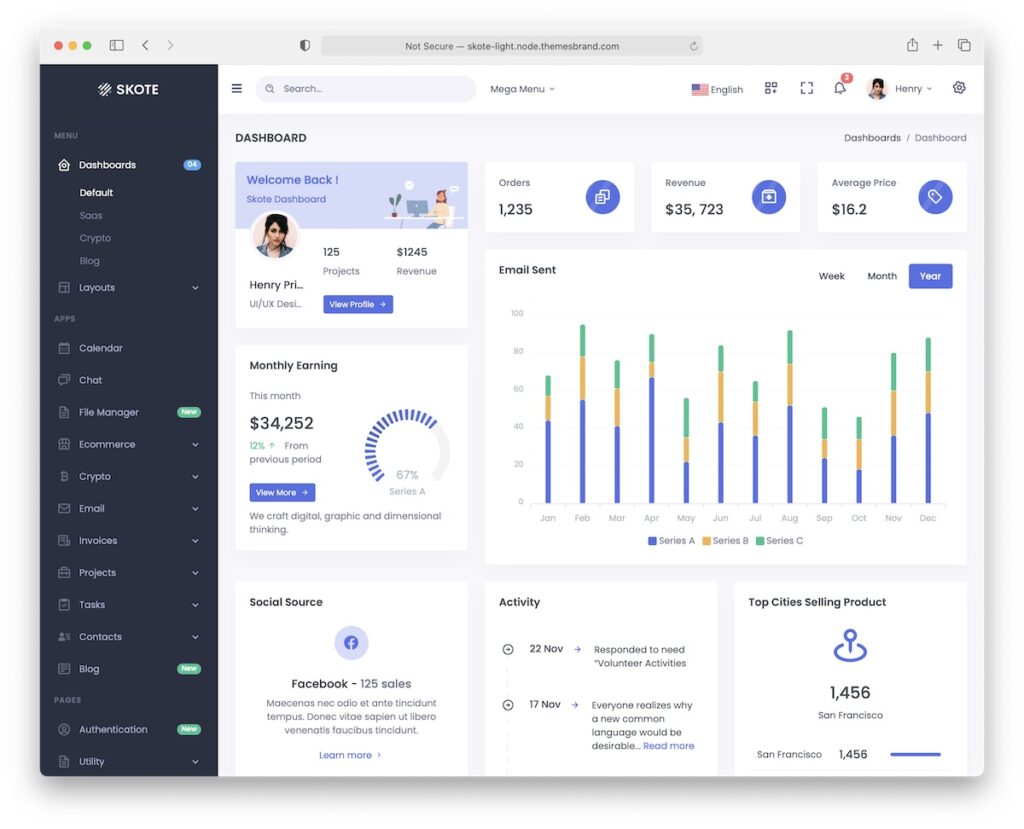 Not Secure — skote-light.node.themesbrand.com
SKOTE
Search...
Mega Menu
English
3
Henry
MENU
Dashboards
04
Default
Saas
Crypto
Blog
Layouts
APPS
Calendar
Chat
File Manager
New
Ecommerce
Crypto
Email
Invoices
Projects
Tasks
Contacts
Blog
New
PAGES
Authentication
New
Utility
DASHBOARD
Dashboards / Dashboard
Welcome Back !
Skote Dashboard
125
$1245
Projects
Revenue
Henry Pri...
UI/UX Desi...
View Profile →
Orders
1,235
Revenue
$35, 723
Average Price
$16.2
Monthly Earning
This month
$34,252
12% ↑ From
previous period
View More →
67%
Series A
We craft digital, graphic and dimensional
thinking.
Email Sent
Week
Month
Year
100
80
60
40
20
0
Jan Feb Mar Apr May Jun Jul Aug Sep Oct Nov Dec
Series A Series B Series C
Social Source
Facebook - 125 sales
Maecenas nec odio et ante tincidunt
tempus. Donec vitae sapien ut libero
venenatis faucibus tincidunt.
Learn more >
Activity
22 Nov → Responded to need
“Volunteer Activities
17 Nov → Everyone realizes why
a new common
language would be
desirable... Read more
Top Cities Selling Product
1,456
San Francisco
San Francisco 1,456